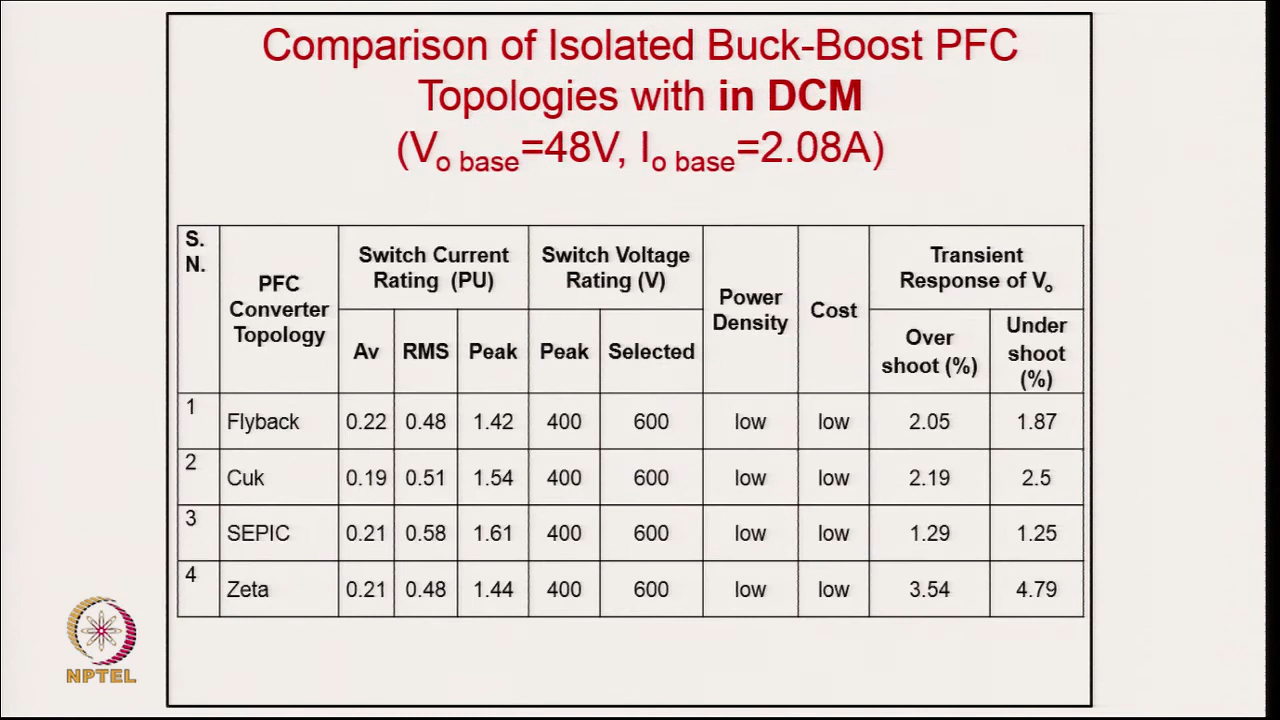 Comparison of Isolated Buck-Boost PFC
Topologies with in DCM
(Vo base=48V, Io base=2.08A)
S. N. PFC Converter Topology Switch Current Rating (PU) Switch Voltage Rating (V) Power Density Cost Transient Response of Vo
Av RMS Peak Peak Selected Over shoot (%) Under shoot (%)
1 Flyback 0.22 0.48 1.42 400 600 low low 2.05 1.87
2 Cuk 0.19 0.51 1.54 400 600 low low 2.19 2.5
3 SEPIC 0.21 0.58 1.61 400 600 low low 1.29 1.25
4 Zeta 0.21 0.48 1.44 400 600 low low 3.54 4.79
NPTEL